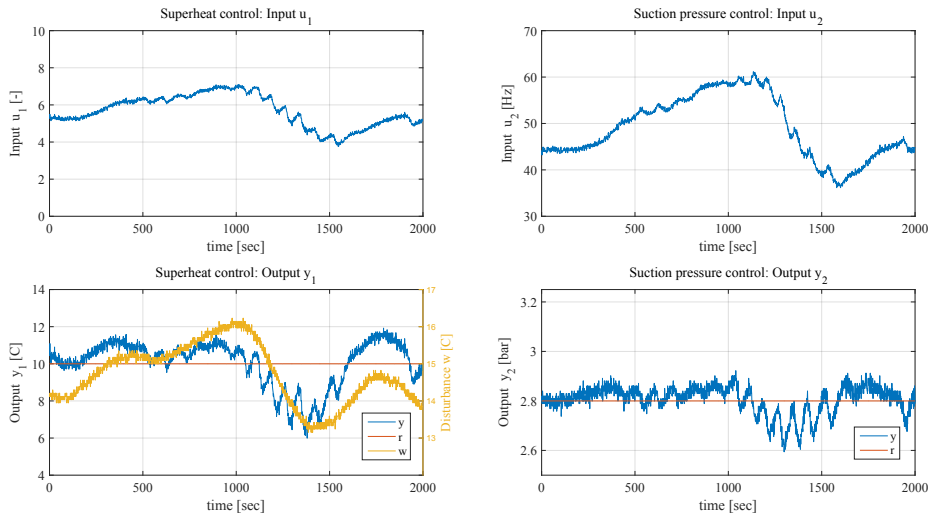 Superheat control: Input u1
10
8
6
4
2
0
Input u1 [-]
0 500 1000 1500 2000
time [sec]
Suction pressure control: Input u2
70
60
50
40
30
Input u2 [Hz]
0 500 1000 1500 2000
time [sec]
Superheat control: Output y1
14
12
10
8
6
4
Output y1 [C]
17
16
15
14
13
Disturbance w [C]
y
r
w
0 500 1000 1500 2000
time [sec]
Suction pressure control: Output y2
3.2
3
2.8
2.6
Output y2 [bar]
y
r
0 500 1000 1500 2000
time [sec]